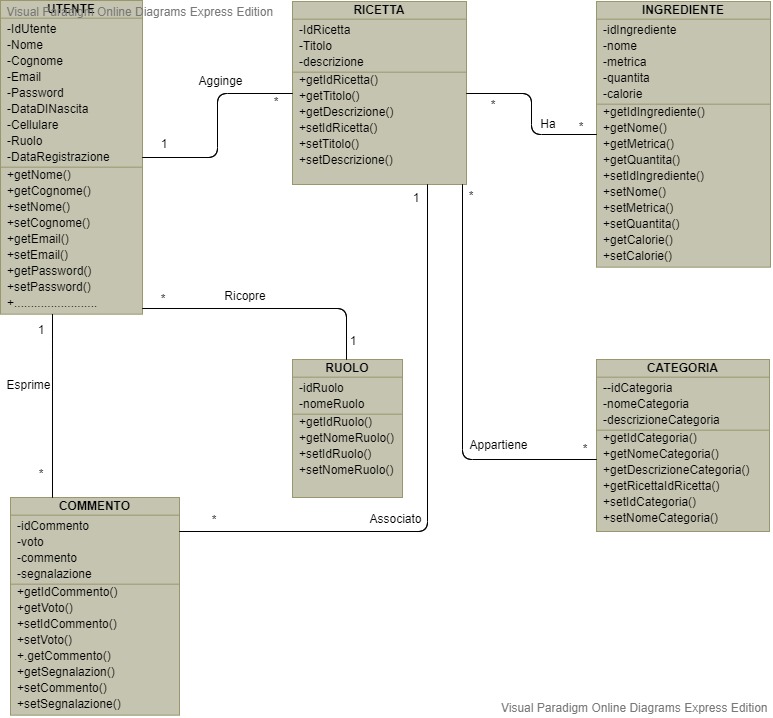 Visual Paradigm Online Diagrams Express Edition
UTENTE
-IdUtente
-Nome
-Cognome
-Email
-Password
-DataDINascita
-Cellulare
-Ruolo
-DataRegistrazione
+getNome()
+getCognome()
+setNome()
+setCognome()
+getEmail()
+setEmail()
+getPassword()
+setPassword()
+..........................
RICETTA
-IdRicetta
-Titolo
-descrizione
+getIdRicetta()
+getTitolo()
+getDescrizione()
+setIdRicetta()
+setTitolo()
+setDescrizione()
INGREDIENTE
-idIngrediente
-nome
-metrica
-quantita
-calorie
+getIdIngrediente()
+getNome()
+getMetrica()
+getQuantita()
+setIdIngrediente()
+setNome()
+setMetrica()
+setQuantita()
+getCalorie()
+setCalorie()
Agginge
1
*
*
Ha
*
1
*
*
Ricopre
1
1
Esprime
*
RUOLO
-idRuolo
-nomeRuolo
+getIdRuolo()
+getNomeRuolo()
+setIdRuolo()
+setNomeRuolo()
CATEGORIA
--idCategoria
-nomeCategoria
-descrizioneCategoria
+getIdCategoria()
+getNomeCategoria()
+getDescrizioneCategoria()
+getRicettaIdRicetta()
+setIdCategoria()
+setNomeCategoria()
Appartiene
*
COMMENTO
-idCommento
-voto
-commento
-segnalazione
+getIdCommento()
+getVoto()
+setIdCommento()
+setVoto()
+.getCommento()
+getSegnalazion()
+setCommento()
+setSegnalazione()
*
Associato
Visual Paradigm Online Diagrams Express Edition